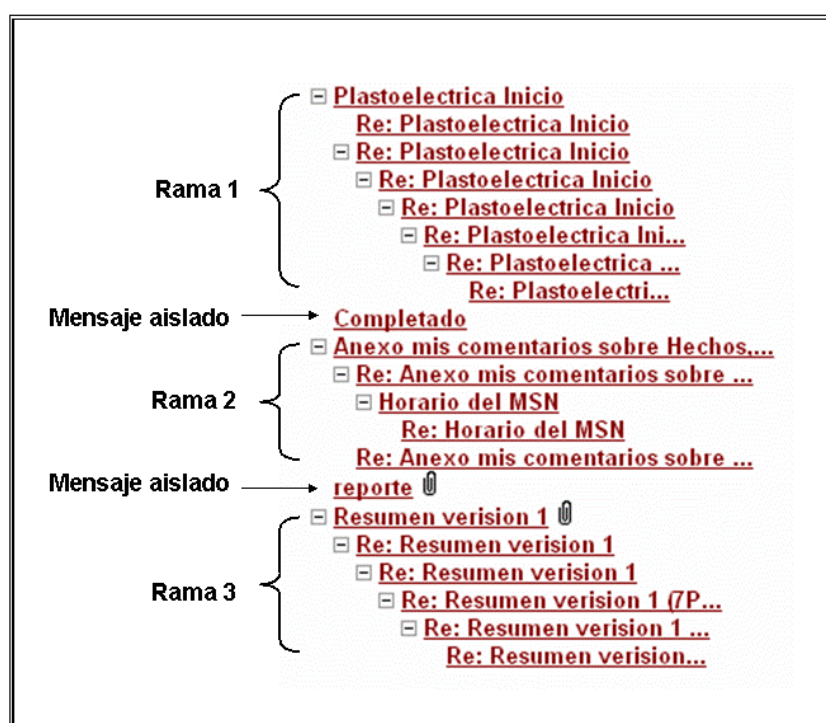 Plastoelectrica Inicio
Re: Plastoelectrica Inicio
Re: Plastoelectrica Inicio
Rama 1 Re: Plastoelectrica Inicio
Re: Plastoelectrica Inicio
Re: Plastoelectrica Ini...
Re: Plastoelectrica ...
Re: Plastoelectri...
Mensaje aislado Completado
Anexo mis comentarios sobre Hechos,...
Re: Anexo mis comentarios sobre ...
Rama 2 Horario del MSN
Re: Horario del MSN
Re: Anexo mis comentarios sobre ...
Mensaje aislado reporte
Resumen verision 1
Re: Resumen verision 1
Re: Resumen verision 1
Rama 3 Re: Resumen verision 1 (7P...
Re: Resumen verision 1 ...
Re: Resumen verision...